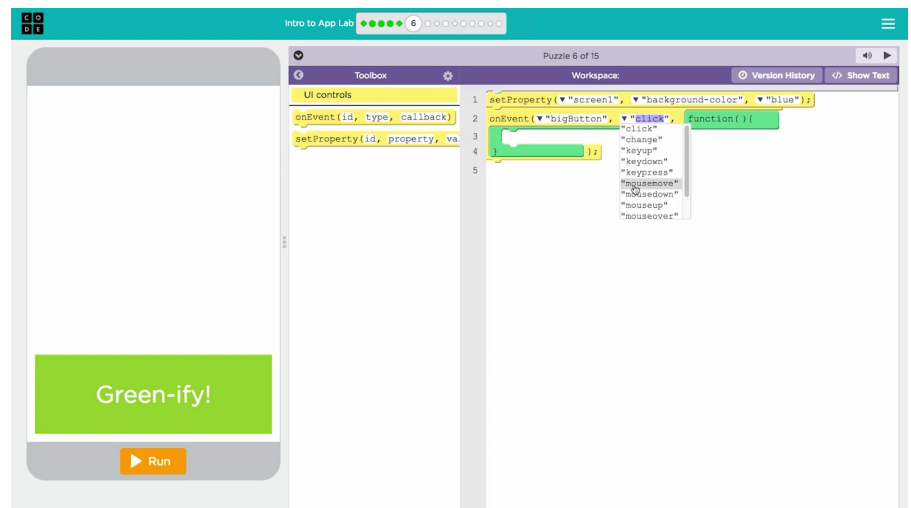 C O
D E
Intro to App Lab 6
Puzzle 6 of 15
Toolbox
Workspace:
Version History
</> Show Text
UI controls
onEvent(id, type, callback)
setProperty(id, property, va
1 setProperty(▼"screen1", ▼"background-color", ▼"blue");
2 onEvent(▼"bigButton", ▼"click", function(){
3
4 } );
5
"click"
"change"
"keyup"
"keydown"
"keypress"
"mousemove"
"mousedown"
"mouseup"
"mouseover"
Green-ify!
Run